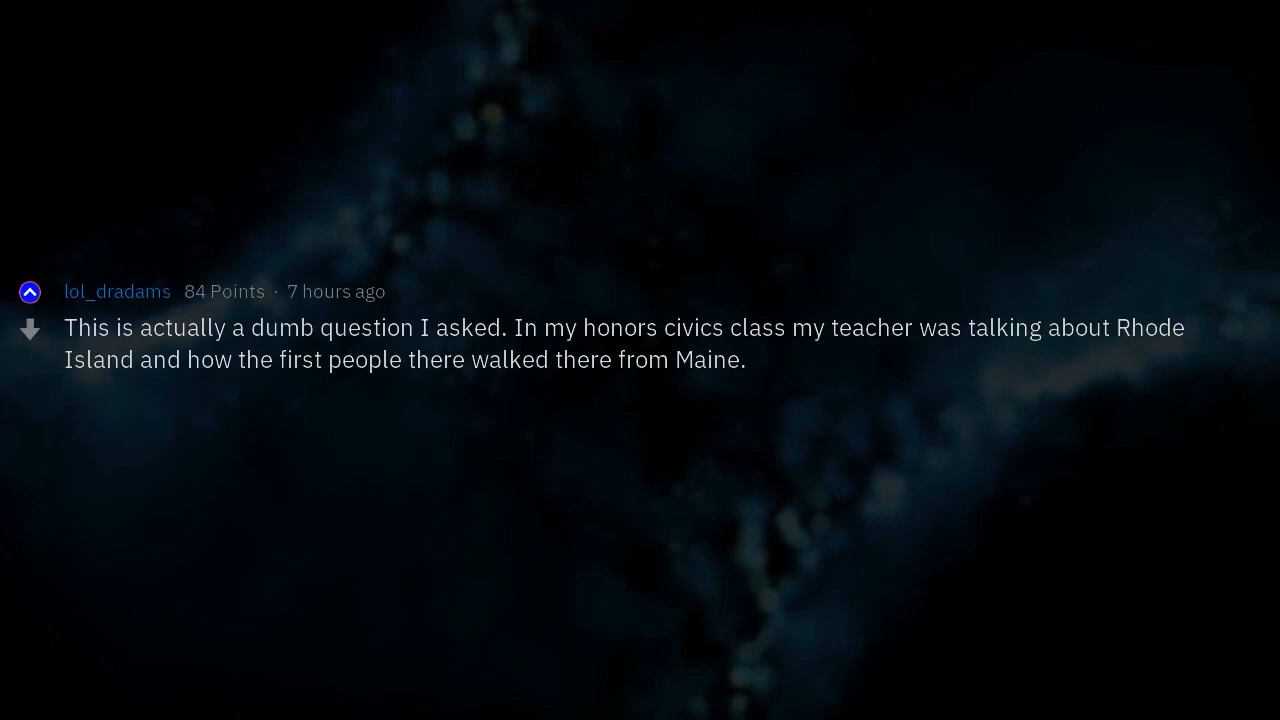 lol_dradams 84 Points · 7 hours ago
This is actually a dumb question I asked. In my honors civics class my teacher was talking about Rhode
Island and how the first people there walked there from Maine.